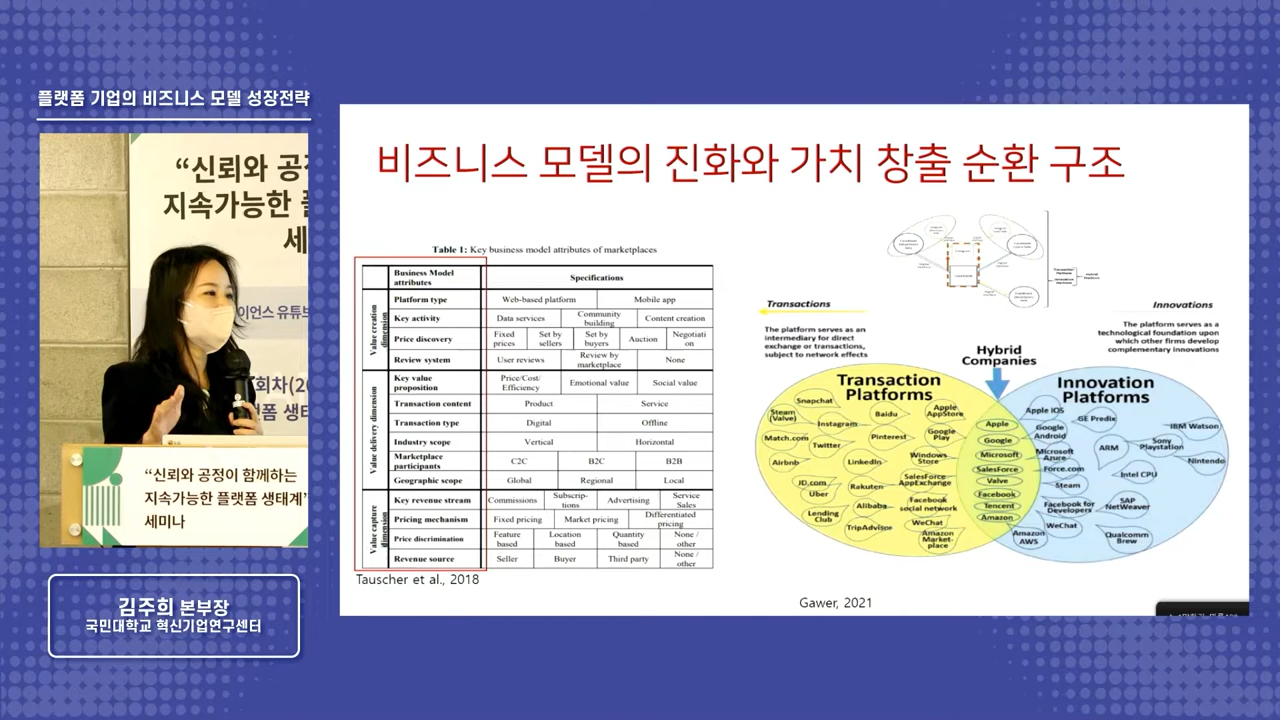 플랫폼 기업의 비즈니스 모델 성장전략
“신뢰와 공
지속가능한
세
이언스 유튜브
회차(20
폼 생태
“신뢰와 공정이 함께하는
지속가능한 플랫폼 생태계”
세미나
김주희 본부장
국민대학교 혁신기업연구센터
비즈니스 모델의 진화와 가치 창출 순환 구조
Table 1: Key business model attributes of marketplaces
Business Model attributes Specifications
Value creation dimension
Platform type Web-based platform Mobile app
Key activity Data services Community building Content creation
Price discovery Fixed prices Set by sellers Set by buyers Auction Negotiation
Review system User reviews Review by marketplace None
Value delivery dimension
Key value proposition Price/Cost/Efficiency Emotional value Social value
Transaction content Product Service
Transaction type Digital Offline
Industry scope Vertical Horizontal
Marketplace participants C2C B2C B2B
Geographic scope Global Regional Local
Value capture dimension
Key revenue stream Commissions Subscrip-tions Advertising Service Sales
Pricing mechanism Fixed pricing Market pricing Differentiated pricing
Price discrimination Feature based Location based Quantity based None / other
Revenue source Seller Buyer Third party None / other
Tauscher et al., 2018
Transactions
The platform serves as an
intermediary for direct
exchange or transactions,
subject to network effects
Innovations
The platform serves as a
technological foundation upon
which other firms develop
complementary innovations
Hybrid
Companies
Transaction
Platforms
Snapchat
Steam (Valve)
Instagram
Baidu
Apple AppStore
Match.com
Twitter
Pinterest
Google Play
Airbnb
LinkedIn
Windows Store
JD.com
Uber
Rakuten
SalesForce AppExchange
Lending Club
Alibaba
Facebook social network
TripAdvisor
WeChat
Amazon Market-place
Apple
Google
Microsoft
SalesForce
Valve
Facebook
Tencent
Amazon
Innovation
Platforms
Apple iOS
Google Android
GE Predix
IBM Watson
Microsoft Azure
ARM
Sony Playstation
Force.com
Nintendo
Steam
Intel CPU
Facebook for Developers
SAP NetWeaver
WeChat
Amazon AWS
Qualcomm Brew
Gawer, 2021